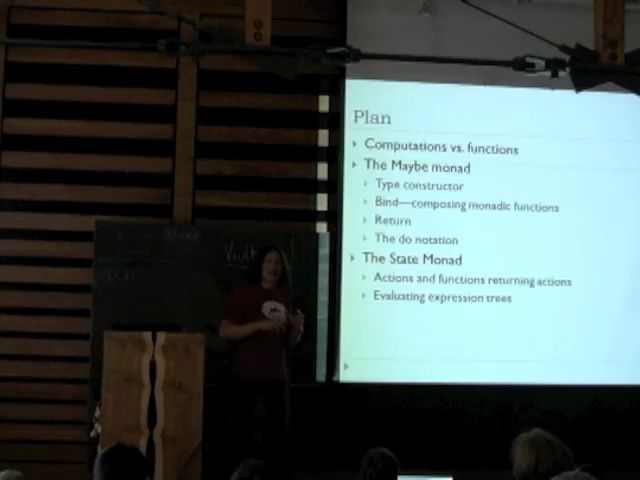 Plan
Computations vs. functions
The Maybe monad
Type constructor
Bind—composing monadic functions
Return
The do notation
The State Monad
Actions and functions returning actions
Evaluating expression trees